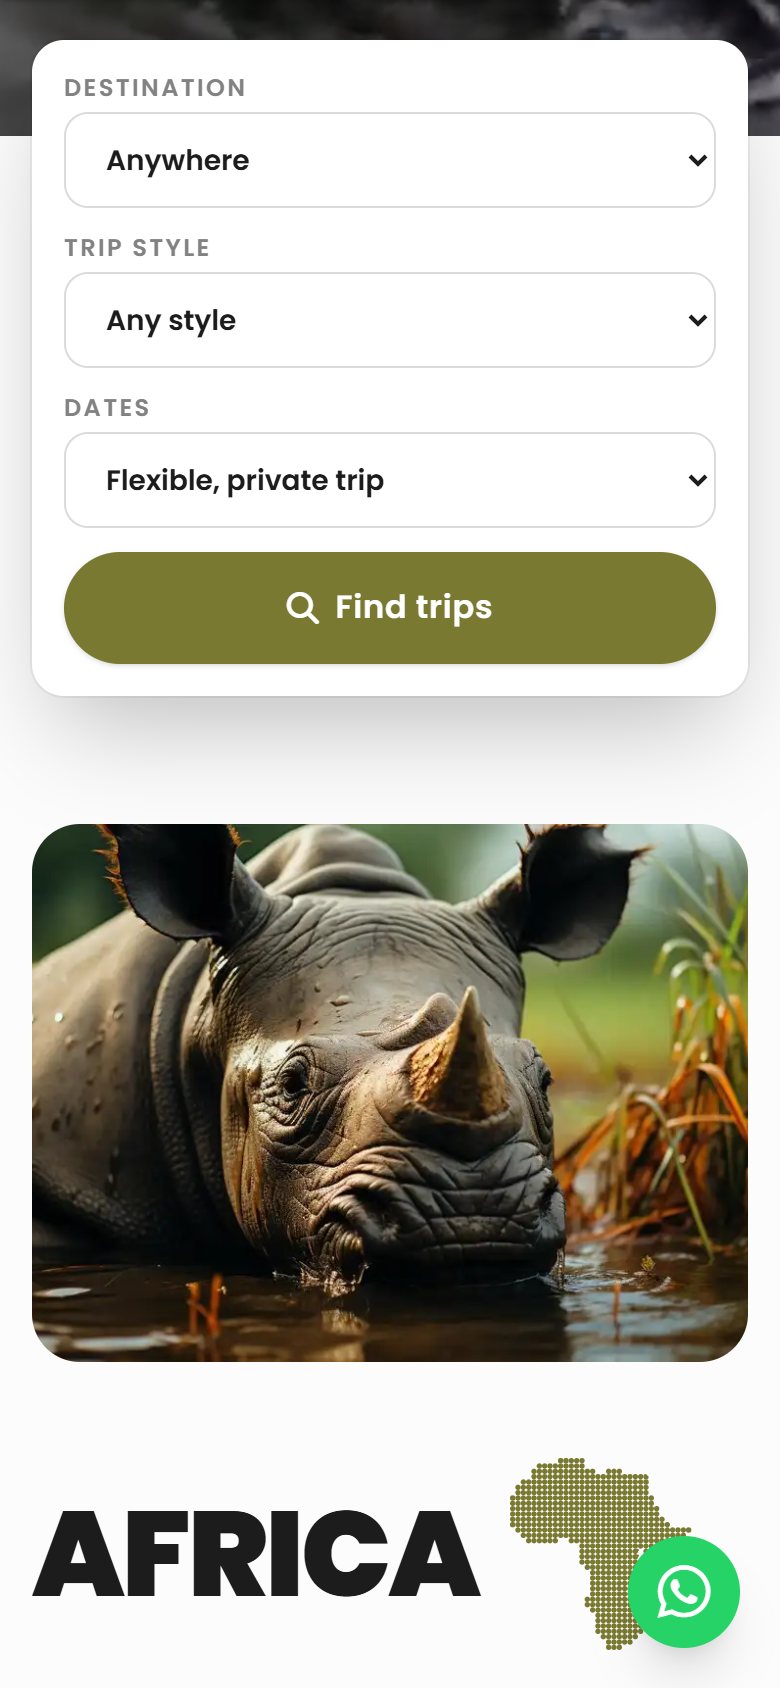 DESTINATION
Anywhere
TRIP STYLE
Any style
DATES
Flexible, private trip
Find trips
AFRICA